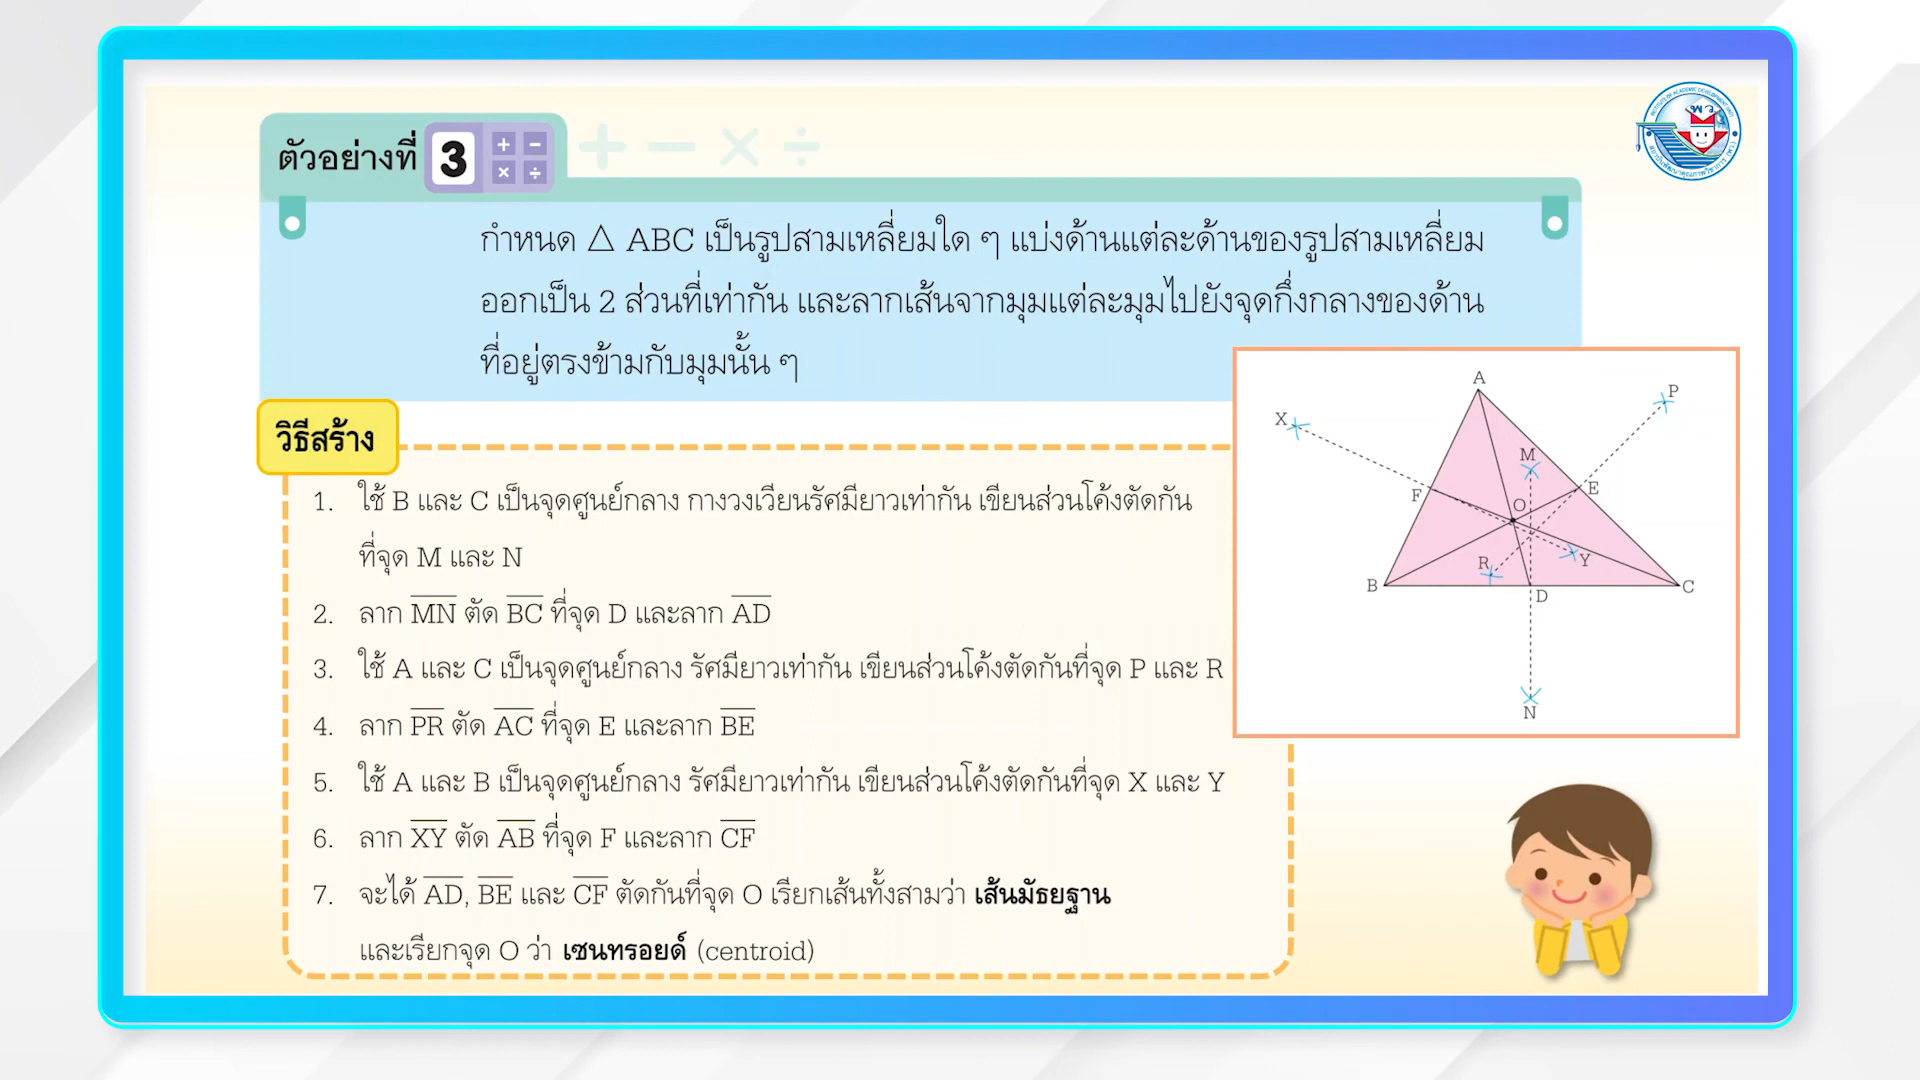 ตัวอย่างที่ 3
+ − × ÷
+ −
× ÷
กำหนด △ ABC เป็นรูปสามเหลี่ยมใด ๆ แบ่งด้านแต่ละด้านของรูปสามเหลี่ยม
ออกเป็น 2 ส่วนที่เท่ากัน และลากเส้นจากมุมแต่ละมุมไปยังจุดกึ่งกลางของด้าน
ที่อยู่ตรงข้ามกับมุมนั้น ๆ
วิธีสร้าง
1. ใช้ B และ C เป็นจุดศูนย์กลาง กางวงเวียนรัศมียาวเท่ากัน เขียนส่วนโค้งตัดกัน
ที่จุด M และ N
2. ลาก M̅N̅ ตัด B̅C̅ ที่จุด D และลาก A̅D̅
3. ใช้ A และ C เป็นจุดศูนย์กลาง รัศมียาวเท่ากัน เขียนส่วนโค้งตัดกันที่จุด P และ R
4. ลาก P̅R̅ ตัด A̅C̅ ที่จุด E และลาก B̅E̅
5. ใช้ A และ B เป็นจุดศูนย์กลาง รัศมียาวเท่ากัน เขียนส่วนโค้งตัดกันที่จุด X และ Y
6. ลาก X̅Y̅ ตัด A̅B̅ ที่จุด F และลาก C̅F̅
7. จะได้ A̅D̅, B̅E̅ และ C̅F̅ ตัดกันที่จุด O เรียกเส้นทั้งสามว่า เส้นมัธยฐาน
และเรียกจุด O ว่า เซนทรอยด์ (centroid)
A
P
X
M
F
E
O
R
Y
B
D
C
N
พว